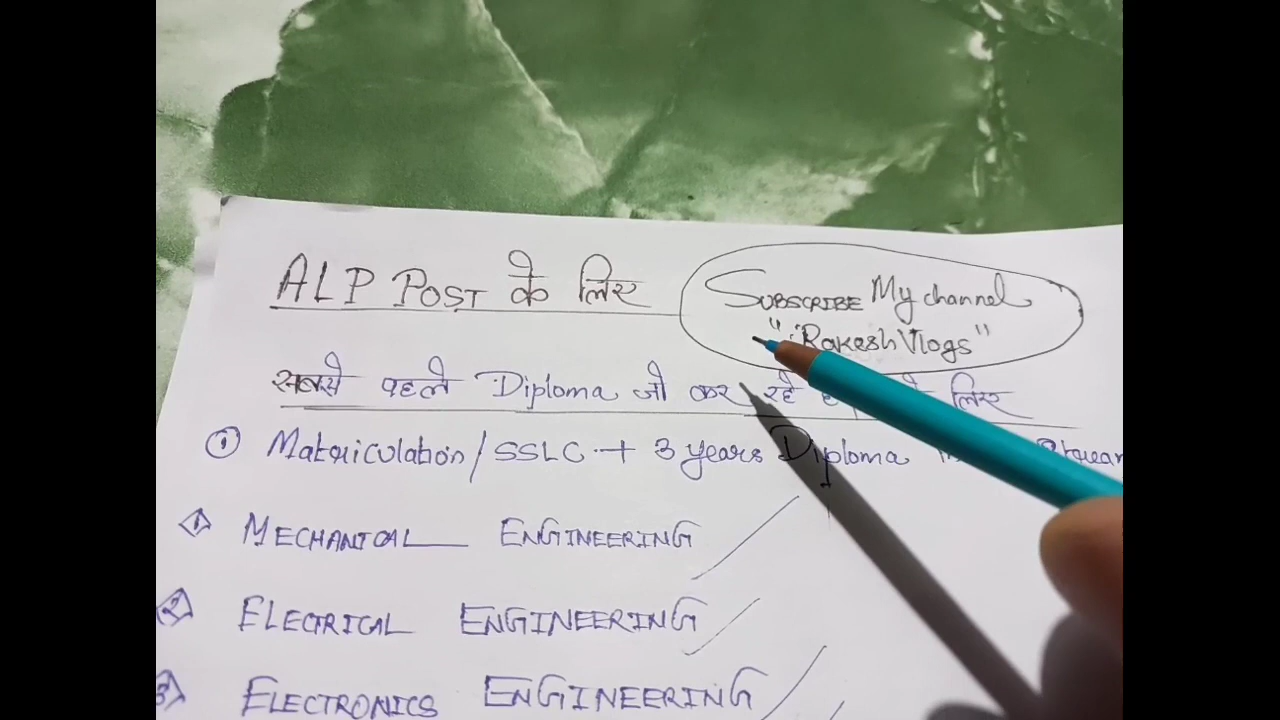 ALP POST के लिए
SUBSCRIBE My channel
"iRakesh Vlogs"
सबसे पहले Diploma जो कर रहे लिए
① Matriculation/SSLC + 3 years Diploma
1 MECHANICAL ENGINEERING
2 ELECTRICAL ENGINEERING
3 ELECTRONICS ENGINEERING